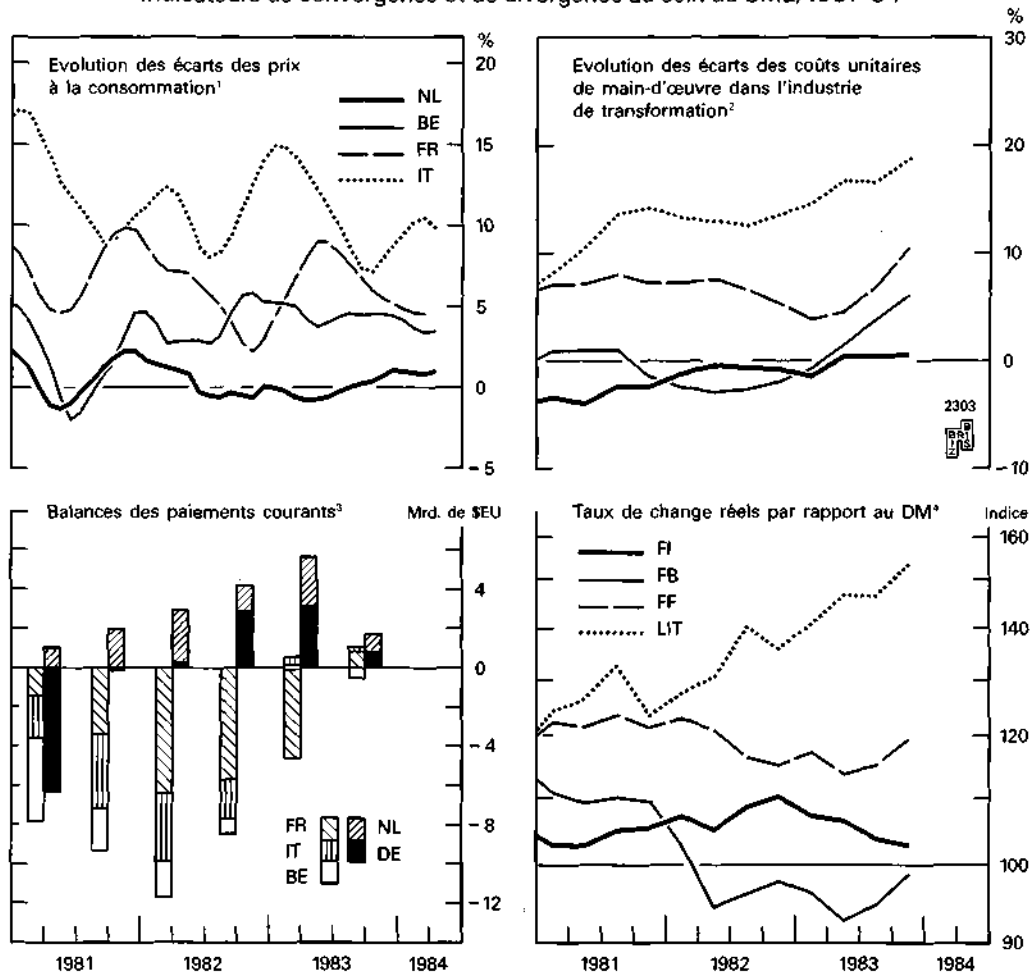 %
Evolution des écarts des prix
à la consommation¹
NL
BE
FR
IT
20
15
10
5
0
-5
%
30
Evolution des écarts des coûts unitaires
de main-d'œuvre dans l'industrie
de transformation²
20
10
0
-10
2303
Balances des paiements courants³
Mrd. de $EU
4
0
-4
-8
-12
FR
IT
BE
NL
DE
1981
1982
1983
1984
Taux de change réels par rapport au DM⁴
Indice
Fl
FB
FF
LIT
160
140
120
100
90
1981
1982
1983
1984